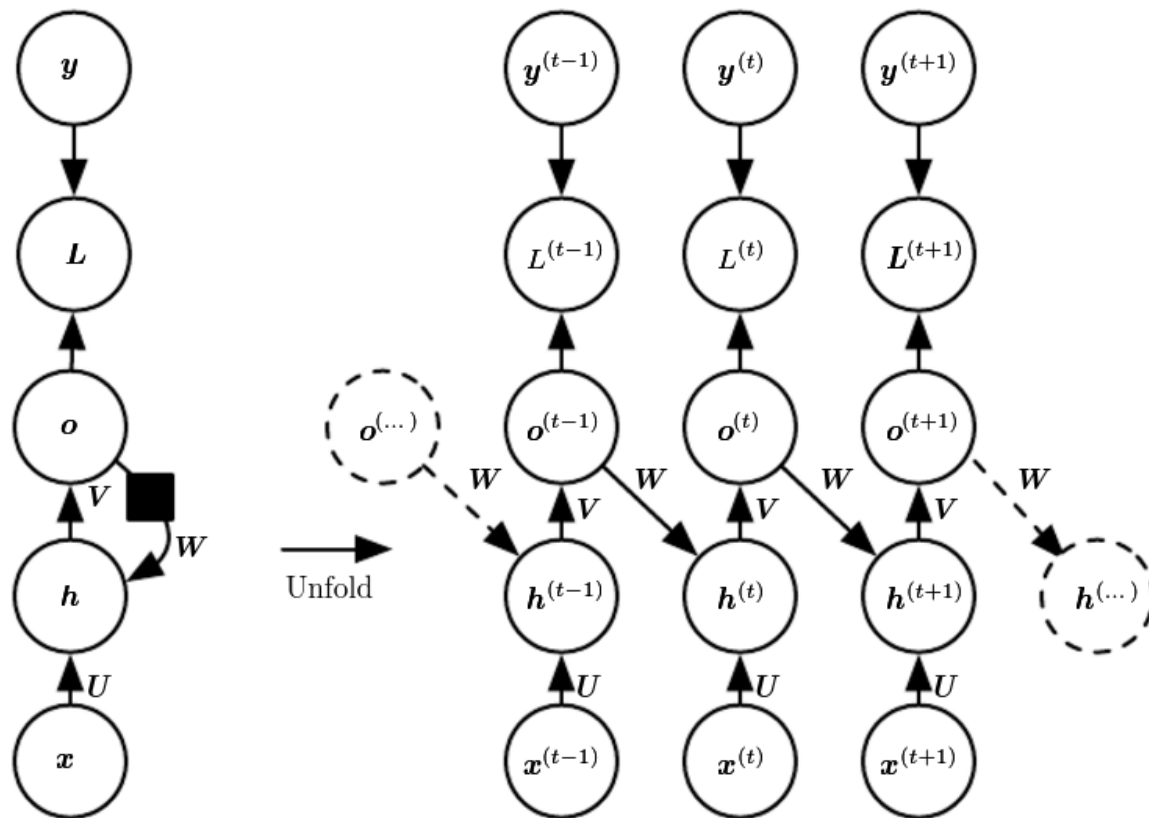 y y^(t−1) y^(t) y^(t+1)
L L^(t−1) L^(t) L^(t+1)
o o^(...) o^(t−1) o^(t) o^(t+1)
W W W W
V V V V
W
Unfold
h h^(t−1) h^(t) h^(t+1) h^(...)
U U U U
x x^(t−1) x^(t) x^(t+1)